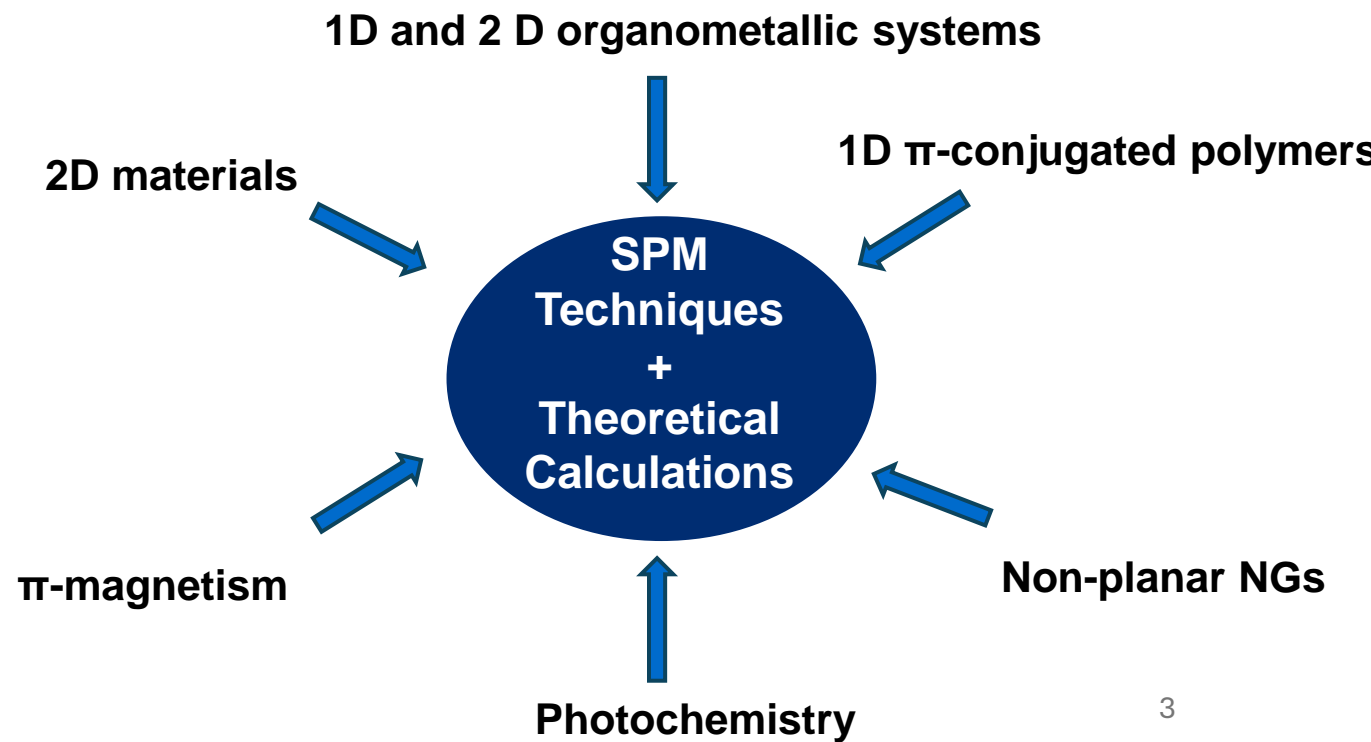 1D and 2 D organometallic systems
1D π-conjugated polymers
2D materials
SPM
Techniques
+
Theoretical
Calculations
π-magnetism
Non-planar NGs
Photochemistry
3